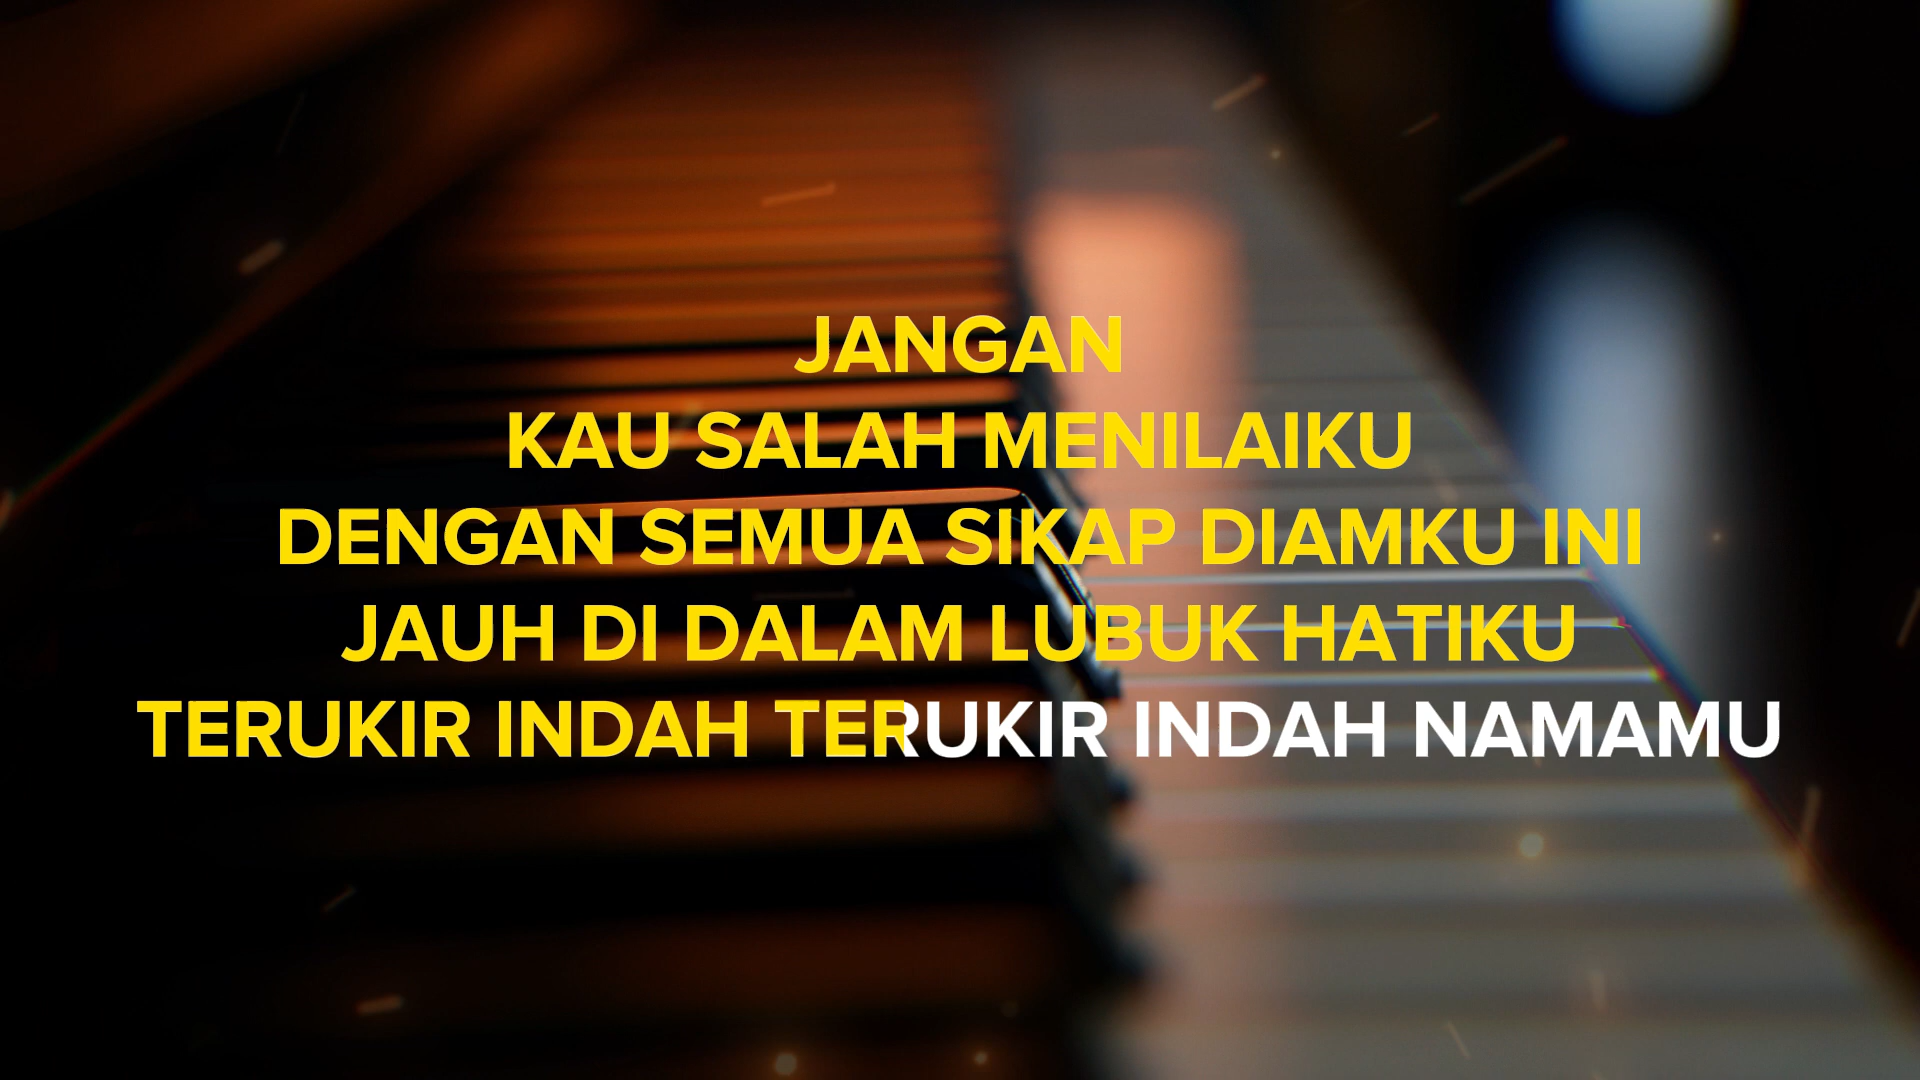 JANGAN
KAU SALAH MENILAIKU
DENGAN SEMUA SIKAP DIAMKU INI
JAUH DI DALAM LUBUK HATIKU
TERUKIR INDAH TERUKIR INDAH NAMAMU